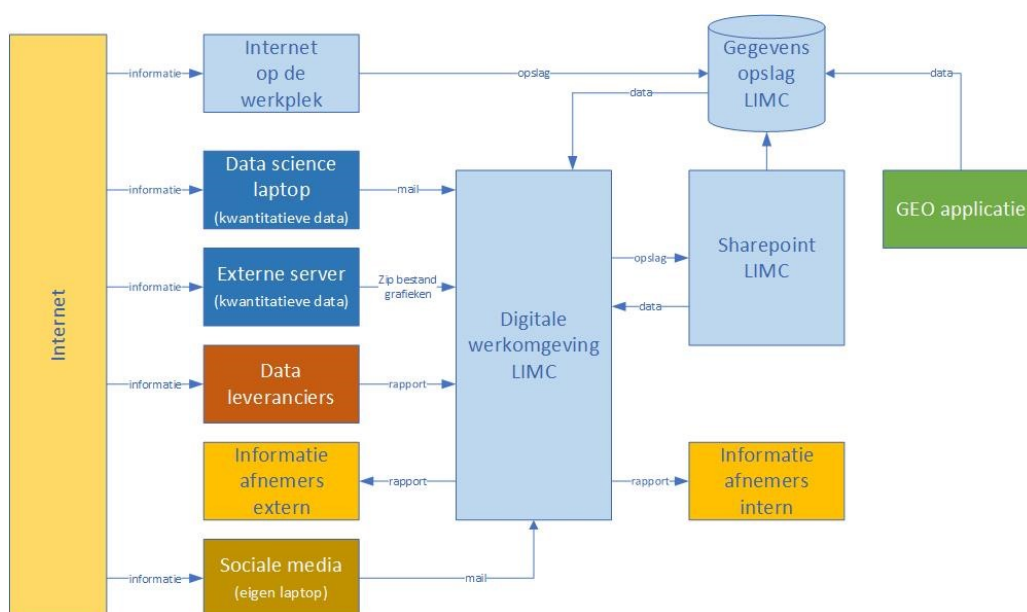 Internet
informatie
Internet
op de
werkplek
opslag
Gegevens
opslag
LIMC
data
data
informatie
Data science
laptop
(kwantitatieve data)
mail
informatie
Externe server
(kwantitatieve data)
Zip bestand
grafieken
Digitale
werkomgeving
LIMC
opslag
data
Sharepoint
LIMC
GEO applicatie
informatie
Data
leveranciers
rapport
Informatie
afnemers
extern
rapport
rapport
Informatie
afnemers
intern
informatie
Sociale media
(eigen laptop)
mail